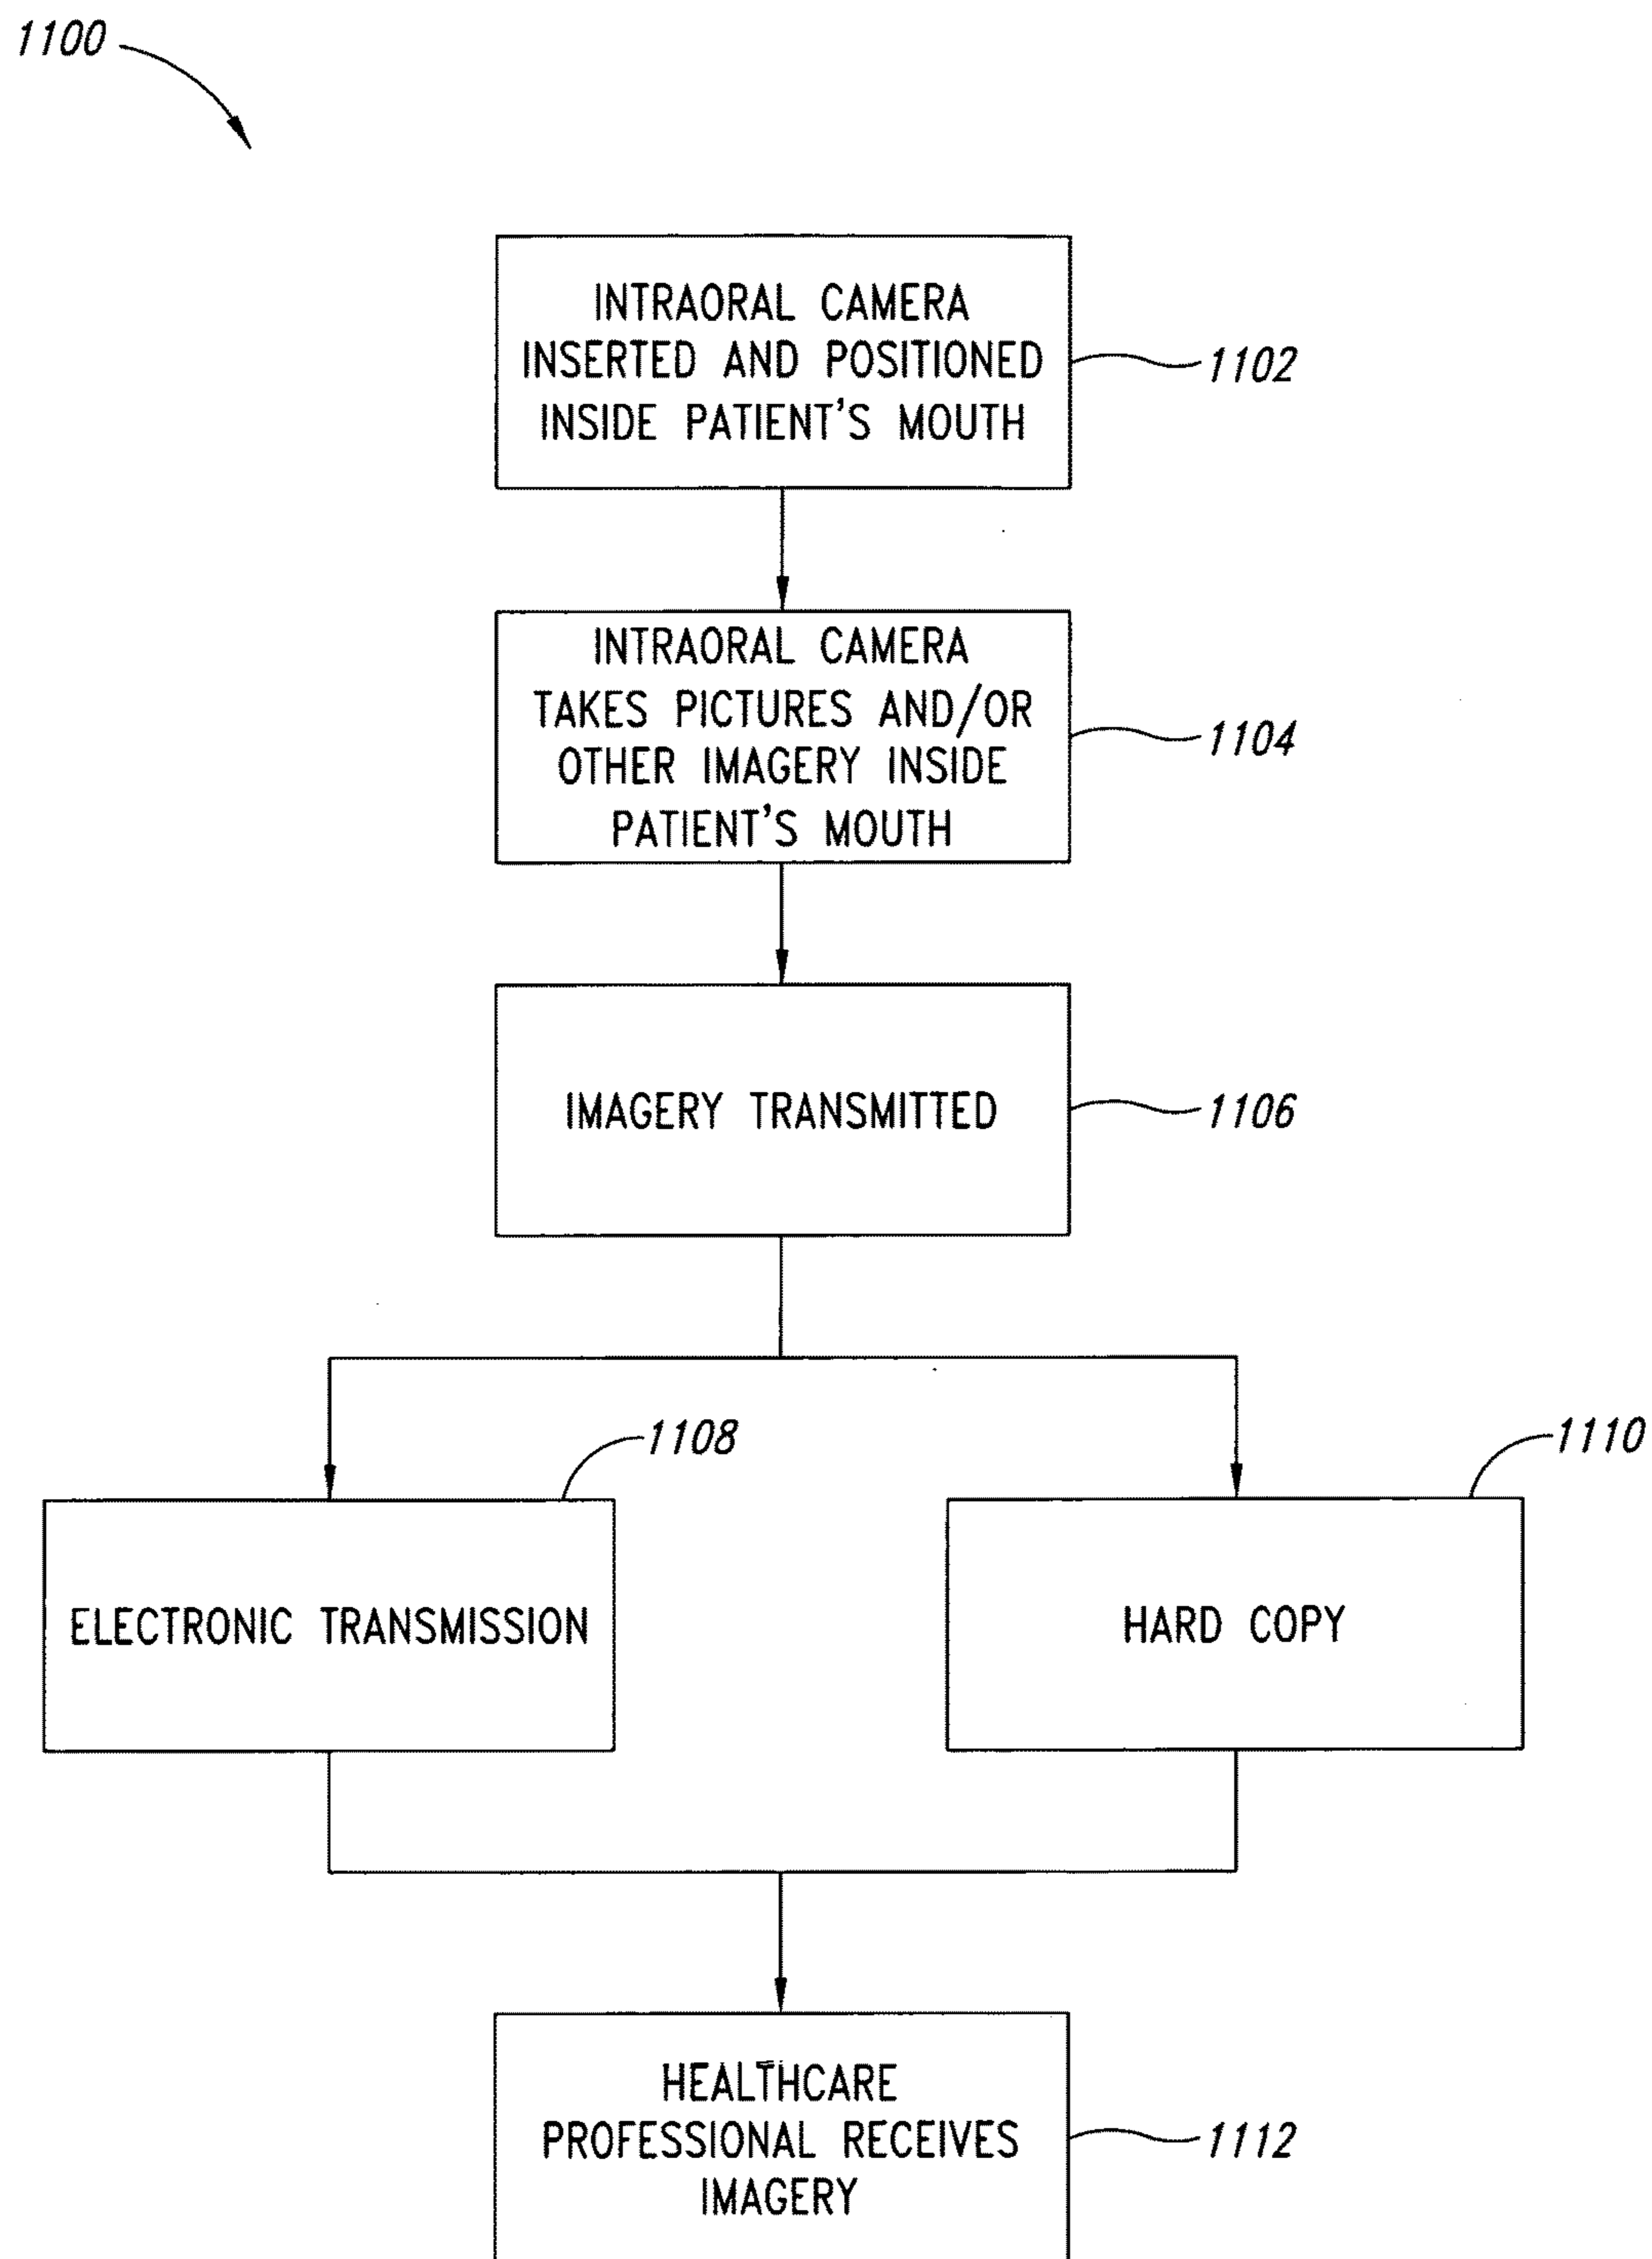 1100
INTRAORAL CAMERA
INSERTED AND POSITIONED
INSIDE PATIENT'S MOUTH
1102
INTRAORAL CAMERA
TAKES PICTURES AND/OR
OTHER IMAGERY INSIDE
PATIENT'S MOUTH
1104
IMAGERY TRANSMITTED
1106
1108
ELECTRONIC TRANSMISSION
1110
HARD COPY
HEALTHCARE
PROFESSIONAL RECEIVES
IMAGERY
1112